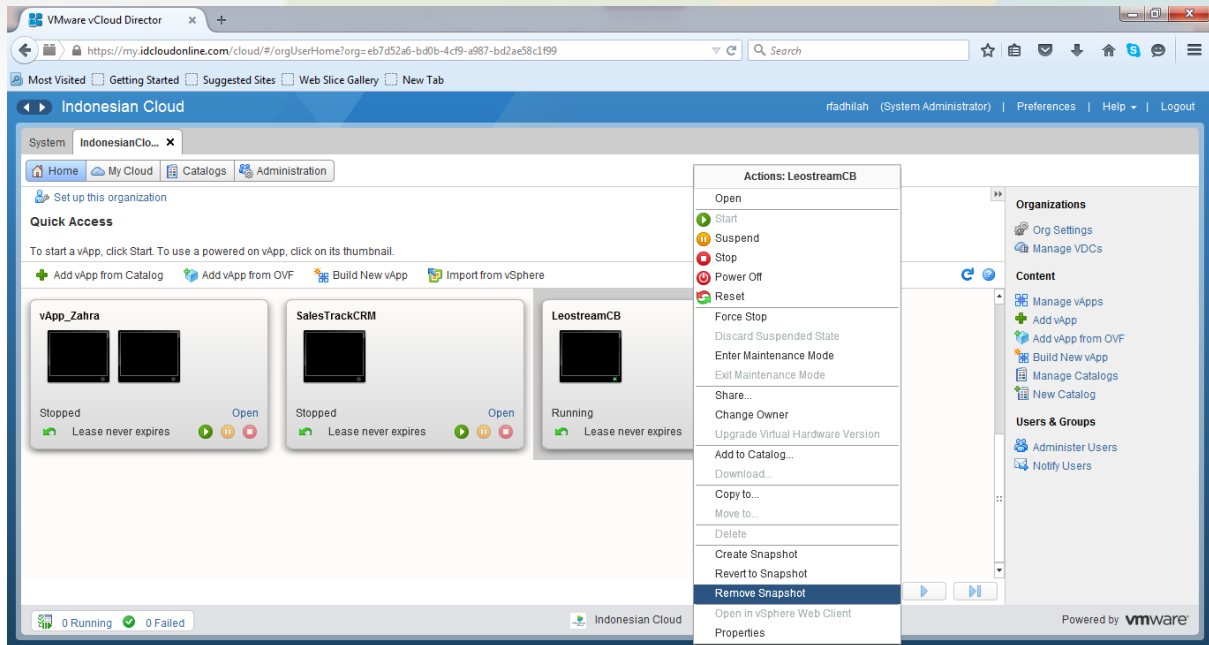 VMware vCloud Director
https://my.idcloudonline.com/cloud/#/orgUserHome?org=eb7d52a6-bd0b-4cf9-a987-bd2ae58c1f99
Search
Most Visited Getting Started Suggested Sites Web Slice Gallery New Tab
Indonesian Cloud
rfadhilah (System Administrator) | Preferences | Help | Logout
System IndonesianClo...
Home My Cloud Catalogs Administration
Set up this organization
Quick Access
To start a vApp, click Start. To use a powered on vApp, click on its thumbnail.
Add vApp from Catalog Add vApp from OVF Build New vApp Import from vSphere
vApp_Zahra
Stopped Open
Lease never expires
SalesTrackCRM
Stopped Open
Lease never expires
LeostreamCB
Running
Lease never expires
Actions: LeostreamCB
Open
Start
Suspend
Stop
Power Off
Reset
Force Stop
Discard Suspended State
Enter Maintenance Mode
Exit Maintenance Mode
Share...
Change Owner
Upgrade Virtual Hardware Version
Add to Catalog...
Download...
Copy to...
Move to...
Delete
Create Snapshot
Revert to Snapshot
Remove Snapshot
Open in vSphere Web Client
Properties
Organizations
Org Settings
Manage VDCs
Content
Manage vApps
Add vApp
Add vApp from OVF
Build New vApp
Manage Catalogs
New Catalog
Users & Groups
Administer Users
Notify Users
0 Running 0 Failed
Indonesian Cloud
Powered by vmware